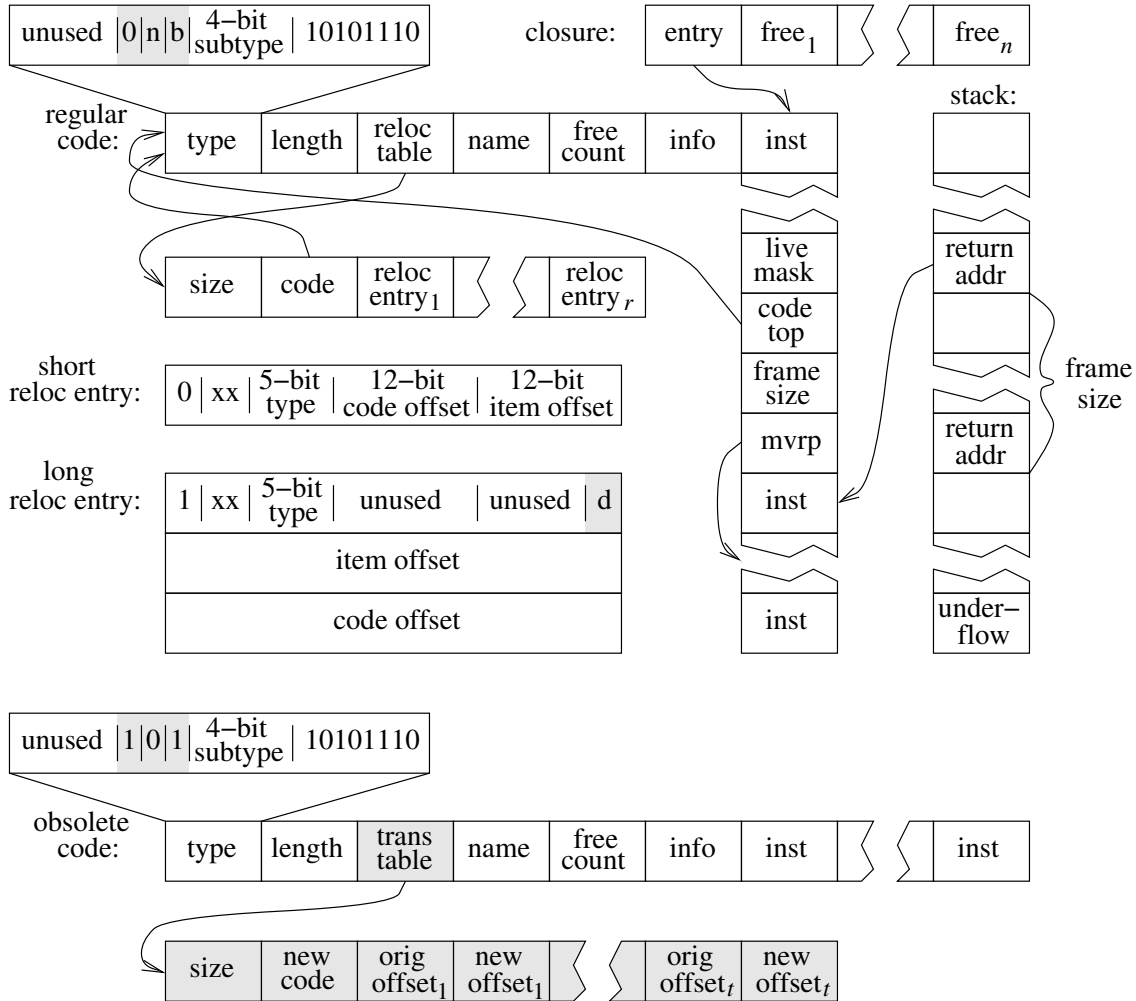 unused |0|n|b| 4−bit subtype | 10101110
closure: entry free1 freen
stack:
regular code: type length reloc table name free count info inst
live mask
return addr
size code reloc entry1 reloc entryr
code top
short reloc entry: 0 | xx | 5−bit type | 12−bit code offset | 12−bit item offset
frame size
frame size
mvrp
return addr
long reloc entry: 1 | xx | 5−bit type | unused | unused | d
inst
item offset
code offset
inst
under−flow
unused |1|0|1| 4−bit subtype | 10101110
obsolete code: type length trans table name free count info inst inst
size new code orig offset1 new offset1 orig offsett new offsett